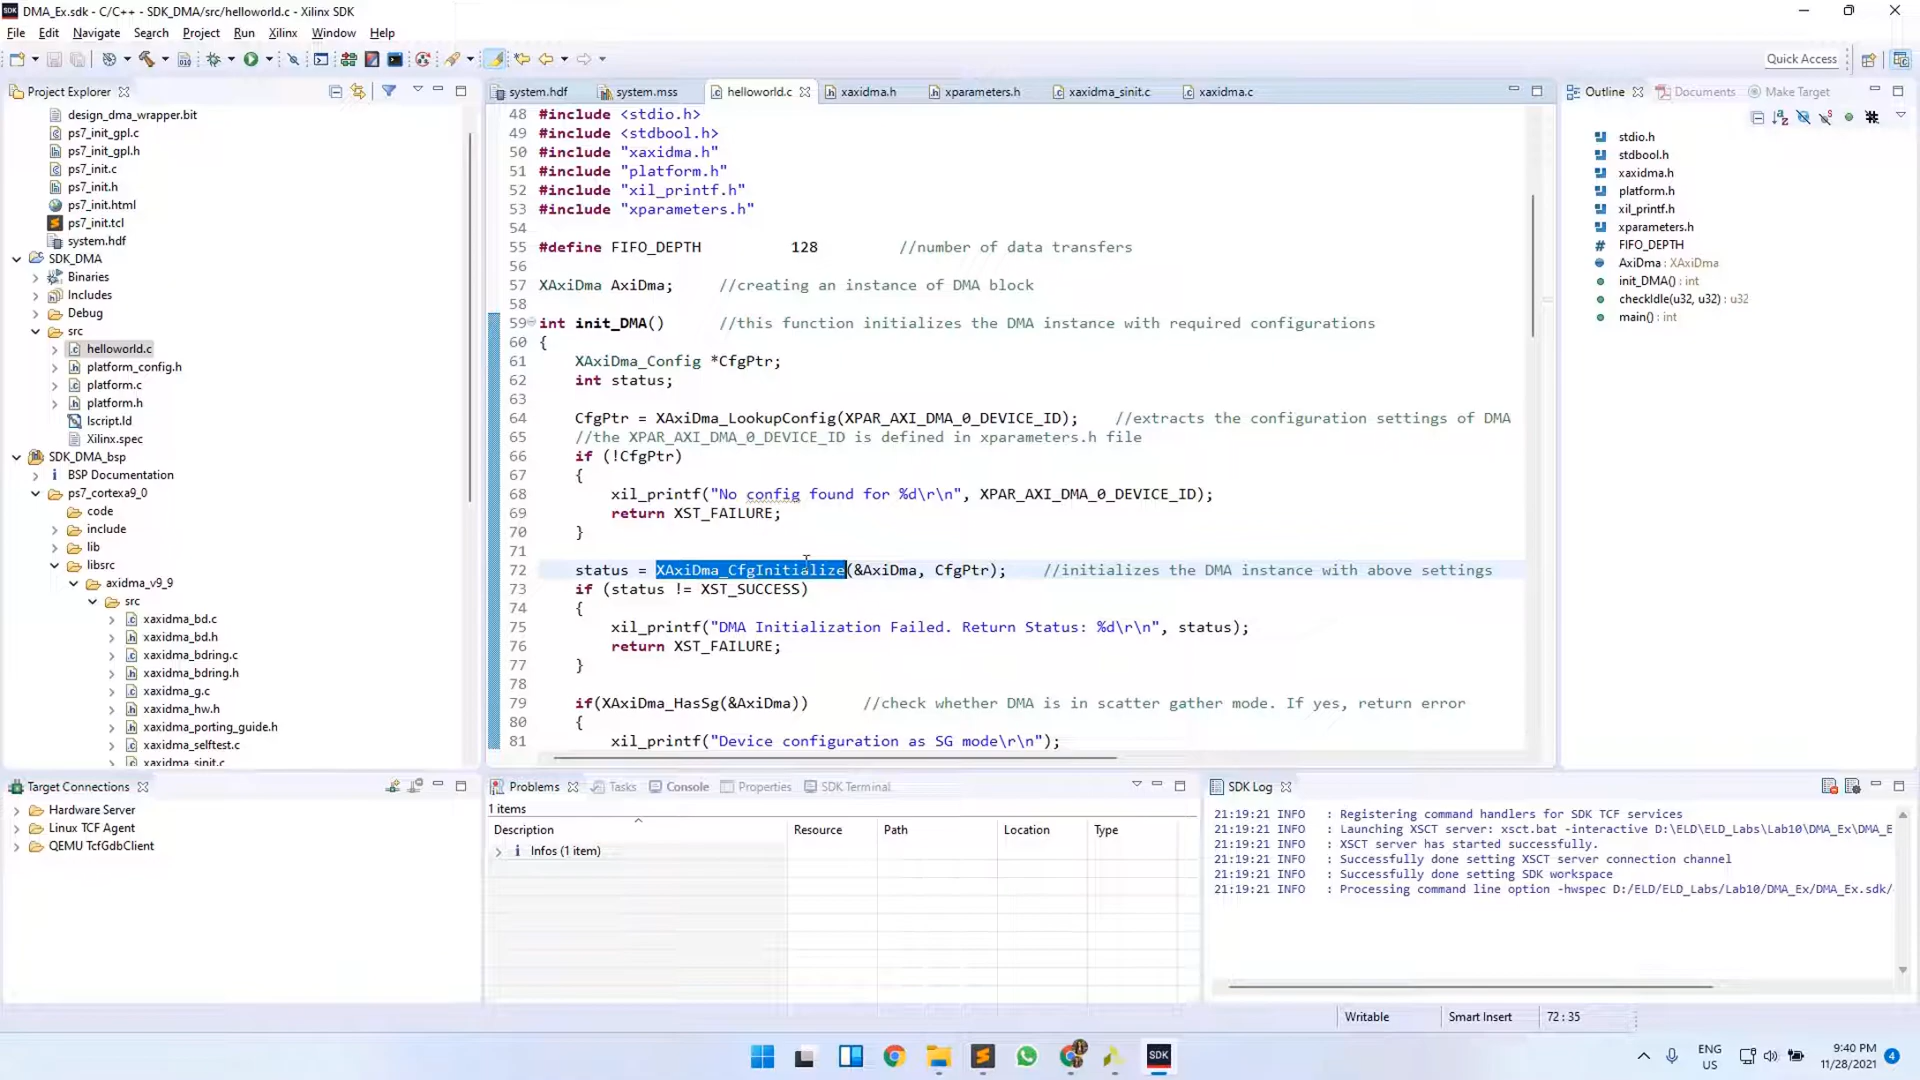 DMA_Ex.sdk - C/C++ - SDK_DMA/src/helloworld.c - Xilinx SDK
File Edit Navigate Search Project Run Xilinx Window Help
Quick Access
Project Explorer
design_dma_wrapper.bit
ps7_init_gpl.c
ps7_init_gpl.h
ps7_init.c
ps7_init.h
ps7_init.html
ps7_init.tcl
system.hdf
SDK_DMA
Binaries
Includes
Debug
src
helloworld.c
platform_config.h
platform.c
platform.h
lscript.ld
Xilinx.spec
SDK_DMA_bsp
BSP Documentation
ps7_cortexa9_0
code
include
lib
libsrc
axidma_v9_9
src
xaxidma_bd.c
xaxidma_bd.h
xaxidma_bdring.c
xaxidma_bdring.h
xaxidma_g.c
xaxidma_hw.h
xaxidma_porting_guide.h
xaxidma_selftest.c
xaxidma_sinit.c
system.hdf system.mss helloworld.c xaxidma.h xparameters.h xaxidma_sinit.c xaxidma.c
48 #include <stdio.h>
49 #include <stdbool.h>
50 #include "xaxidma.h"
51 #include "platform.h"
52 #include "xil_printf.h"
53 #include "xparameters.h"
54
55 #define FIFO_DEPTH 128 //number of data transfers
56
57 XAxiDma AxiDma; //creating an instance of DMA block
58
59 int init_DMA() //this function initializes the DMA instance with required configurations
60 {
61 XAxiDma_Config *CfgPtr;
62 int status;
63
64 CfgPtr = XAxiDma_LookupConfig(XPAR_AXI_DMA_0_DEVICE_ID); //extracts the configuration settings of DMA
65 //the XPAR_AXI_DMA_0_DEVICE_ID is defined in xparameters.h file
66 if (!CfgPtr)
67 {
68 xil_printf("No config found for %d\r\n", XPAR_AXI_DMA_0_DEVICE_ID);
69 return XST_FAILURE;
70 }
71
72 status = XAxiDma_CfgInitialize(&AxiDma, CfgPtr); //initializes the DMA instance with above settings
73 if (status != XST_SUCCESS)
74 {
75 xil_printf("DMA Initialization Failed. Return Status: %d\r\n", status);
76 return XST_FAILURE;
77 }
78
79 if(XAxiDma_HasSg(&AxiDma)) //check whether DMA is in scatter gather mode. If yes, return error
80 {
81 xil_printf("Device configuration as SG mode\r\n");
Outline Documents Make Target
stdio.h
stdbool.h
xaxidma.h
platform.h
xil_printf.h
xparameters.h
FIFO_DEPTH
AxiDma : XAxiDma
init_DMA() : int
checkIdle(u32, u32) : u32
main() : int
Target Connections
Hardware Server
Linux TCF Agent
QEMU TcfGdbClient
Problems Tasks Console Properties SDK Terminal
1 items
Description Resource Path Location Type
Infos (1 item)
SDK Log
21:19:21 INFO : Registering command handlers for SDK TCF services
21:19:21 INFO : Launching XSCT server: xsct.bat -interactive D:\ELD\ELD_Labs\Lab10\DMA_Ex\DMA_E
21:19:21 INFO : XSCT server has started successfully.
21:19:21 INFO : Successfully done setting XSCT server connection channel
21:19:21 INFO : Successfully done setting SDK workspace
21:19:21 INFO : Processing command line option -hwspec D:/ELD/ELD_Labs/Lab10/DMA_Ex/DMA_Ex.sdk/
Writable Smart Insert 72 : 35
SDK
ENG
US
9:40 PM
11/28/2021
4